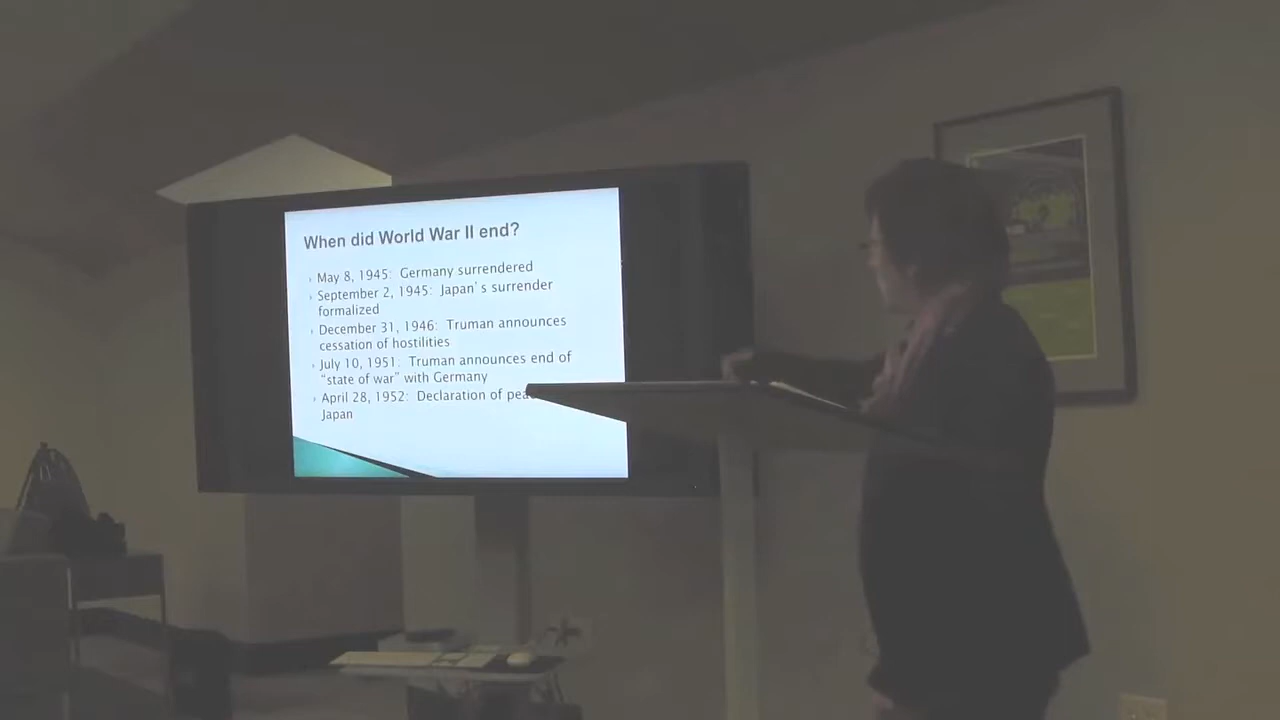 When did World War II end?
May 8, 1945: Germany surrendered
September 2, 1945: Japan's surrender
formalized
December 31, 1946: Truman announces
cessation of hostilities
July 10, 1951: Truman announces end of
"state of war" with Germany
April 28, 1952: Declaration of
Japan